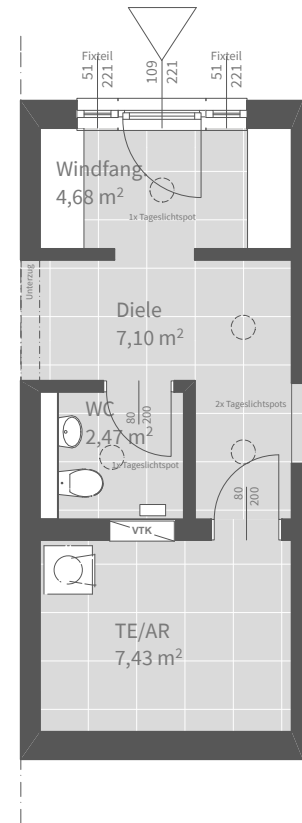 Fixteil
51
221
109
221
Fixteil
51
221
Windfang
4,68 m²
1x Tageslichtspot
Unterzug
Diele
7,10 m²
2x Tageslichtspots
WC
2,47 m²
80
200
1x Tageslichtspot
80
200
VTK
TE/AR
7,43 m²